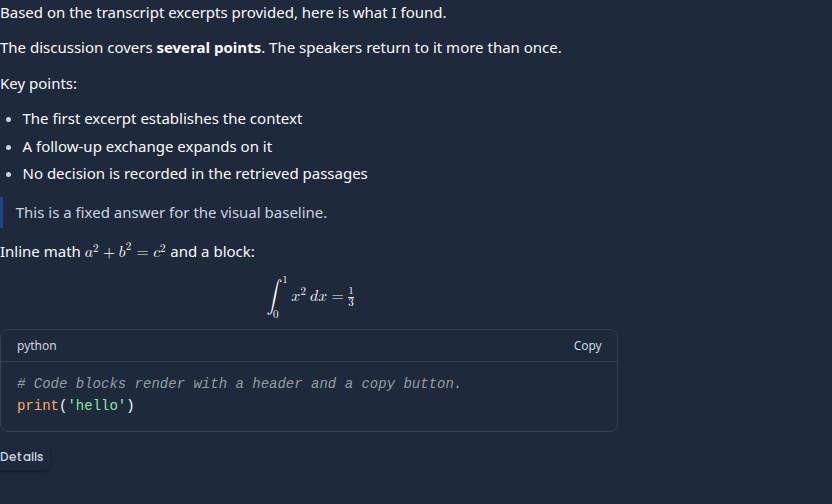 Based on the transcript excerpts provided, here is what I found.
The discussion covers several points. The speakers return to it more than once.
Key points:
• The first excerpt establishes the context
• A follow-up exchange expands on it
• No decision is recorded in the retrieved passages
This is a fixed answer for the visual baseline.
Inline math a² + b² = c² and a block:
∫₀¹ x² dx = 1/3
python Copy
# Code blocks render with a header and a copy button.
print('hello')
Details